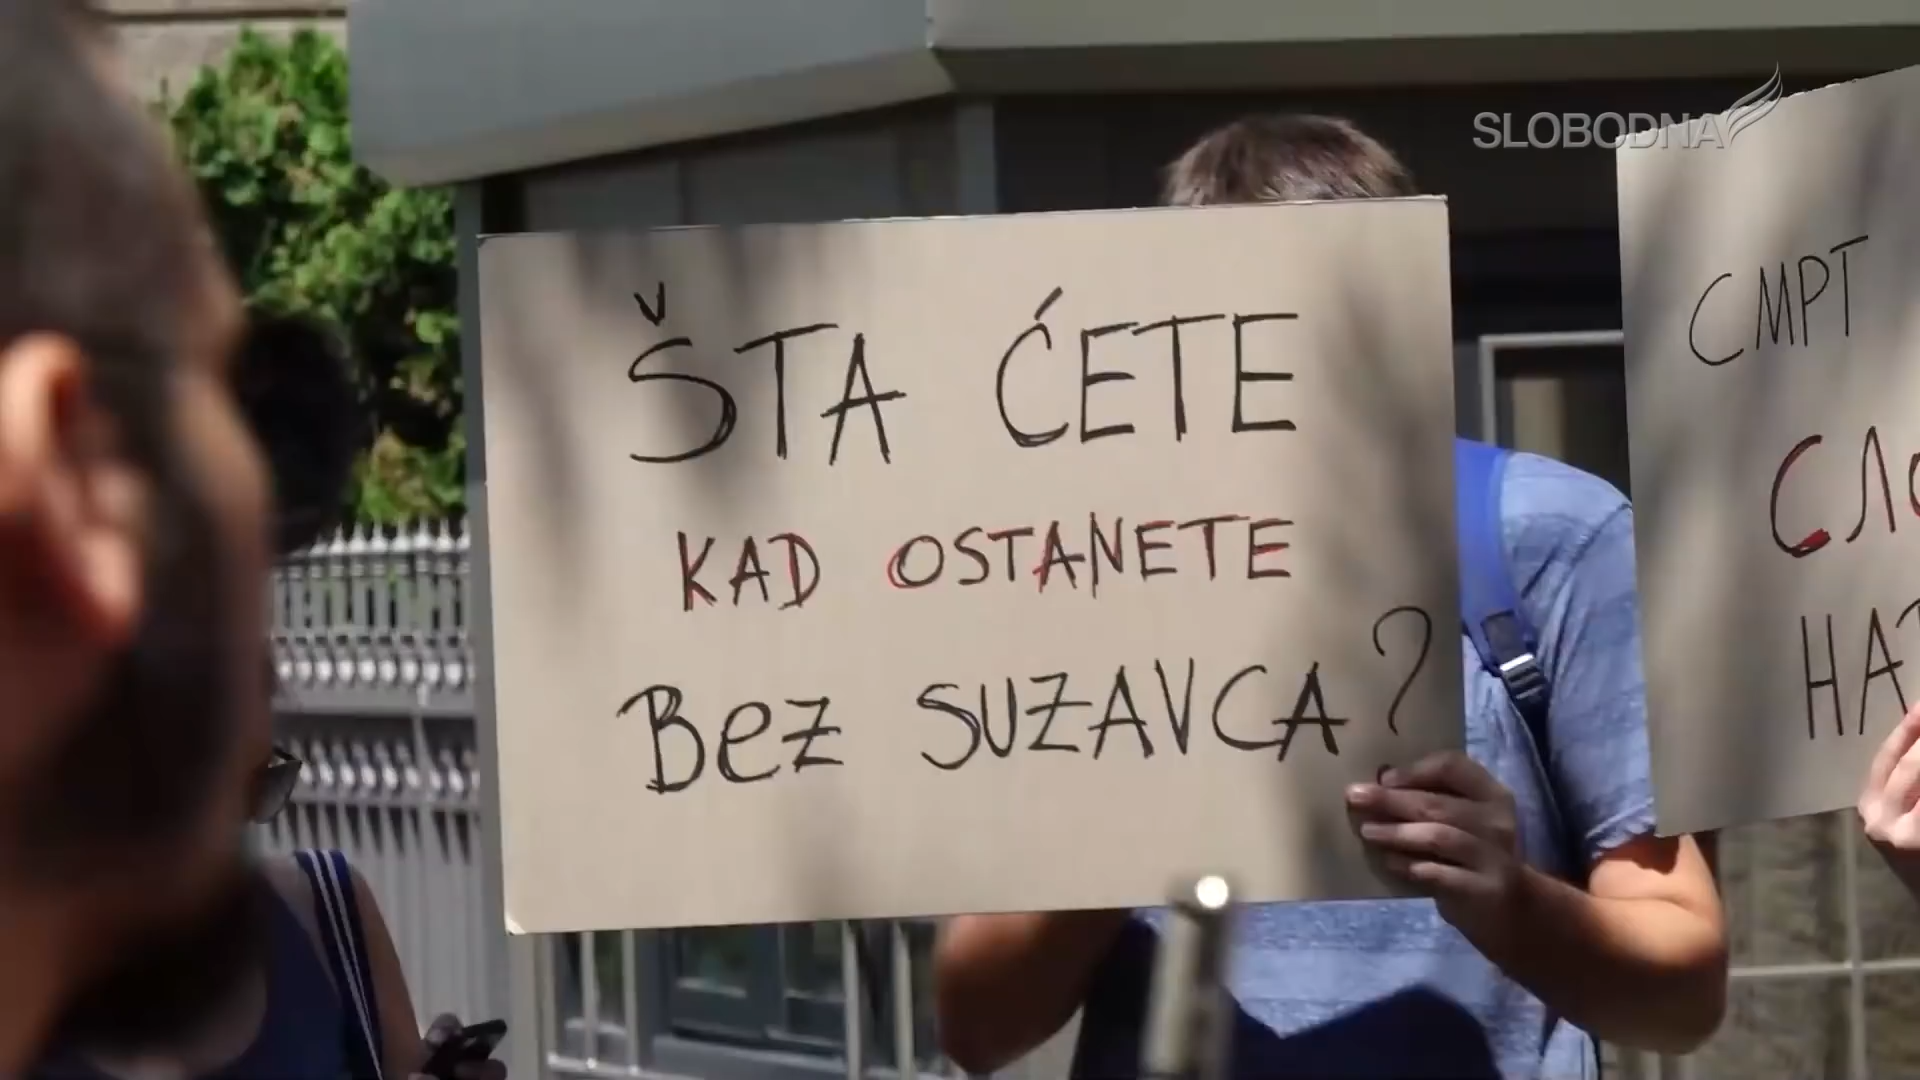 SLOBODNA
ŠTA ĆETE
KAD OSTANETE
BEZ SUZAVCA?
СМРТ